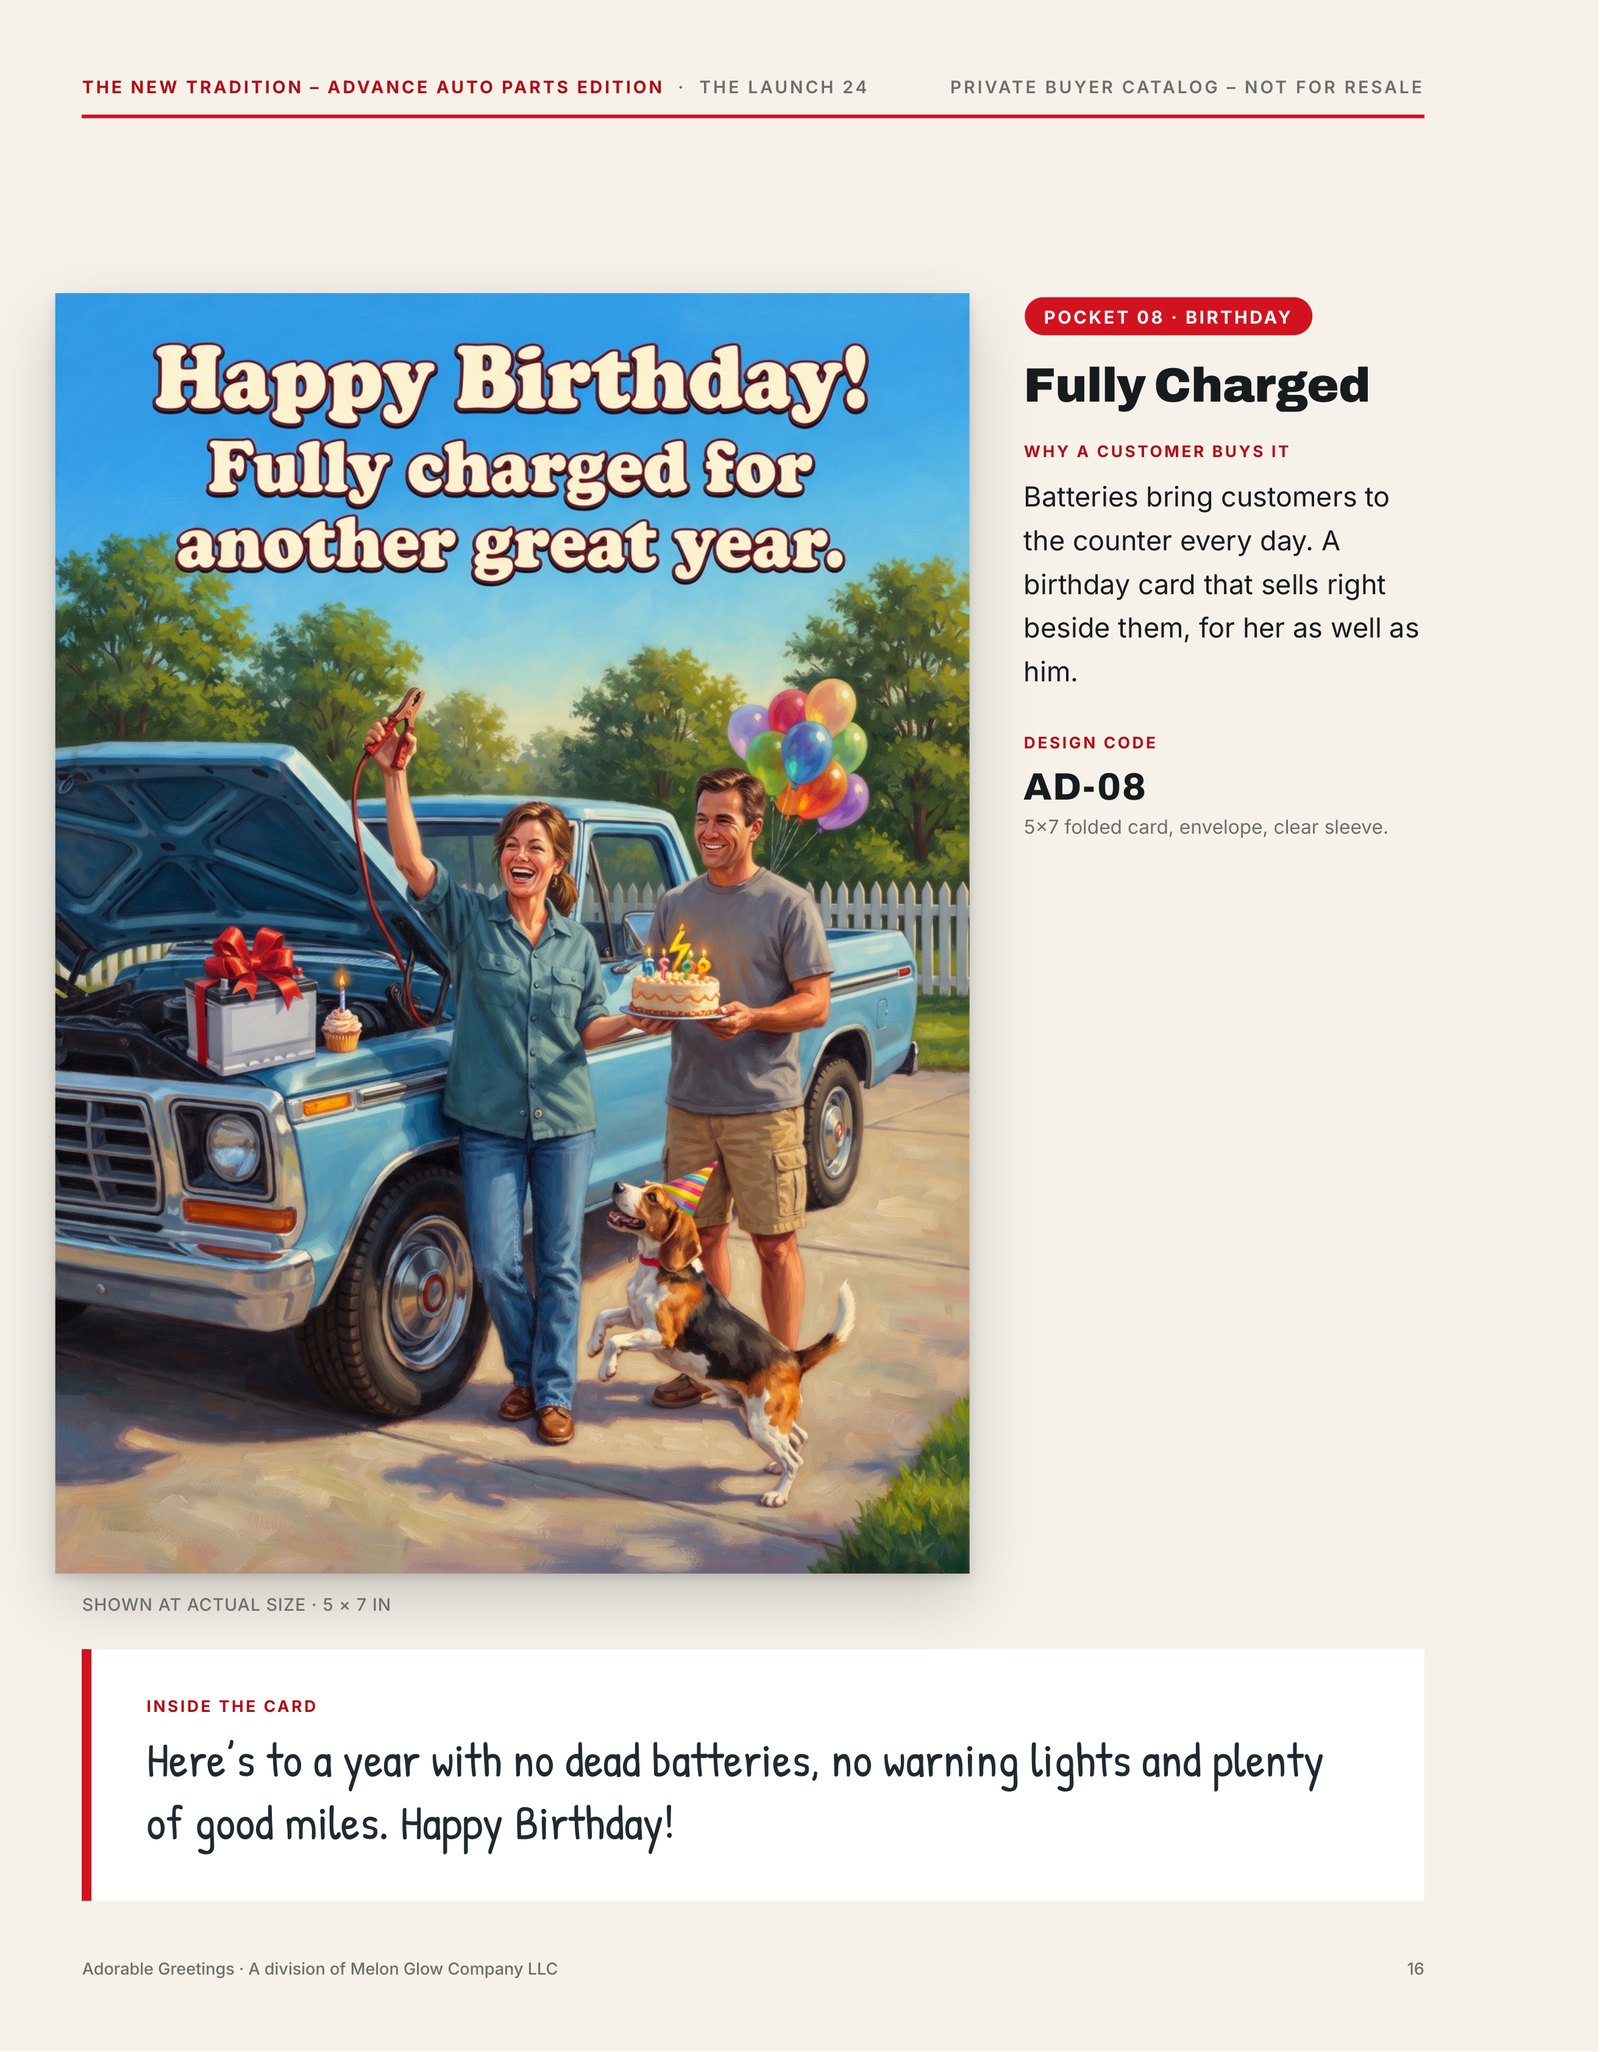 THE NEW TRADITION – ADVANCE AUTO PARTS EDITION · THE LAUNCH 24
PRIVATE BUYER CATALOG – NOT FOR RESALE
Happy Birthday!
Fully charged for
another great year.
POCKET 08 · BIRTHDAY
Fully Charged
WHY A CUSTOMER BUYS IT
Batteries bring customers to
the counter every day. A
birthday card that sells right
beside them, for her as well as
him.
DESIGN CODE
AD-08
5×7 folded card, envelope, clear sleeve.
SHOWN AT ACTUAL SIZE · 5 × 7 IN
INSIDE THE CARD
Here’s to a year with no dead batteries, no warning lights and plenty
of good miles. Happy Birthday!
Adorable Greetings · A division of Melon Glow Company LLC
16